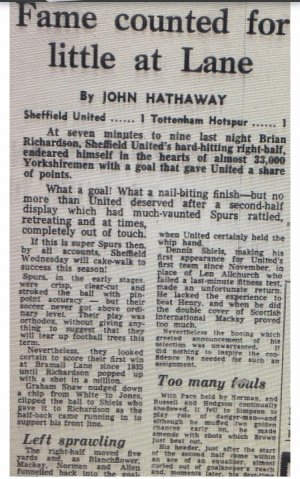 Fame counted for
little at Lane
By JOHN HATHAWAY
Sheffield United ...... 1 Tottenham Hotspur ...... 1
At seven minutes to nine last night Brian
Richardson, Sheffield United's hard-hitting right-half,
endeared himself in the hearts of almost 33,000
Yorkshiremen with a goal that gave United a share
of points.
What a goal! What a nail-biting finish—but no
more than United deserved after a second-half
display which had much-vaunted Spurs rattled,
retreating and at times,
completely out of touch.
If this is super Spurs then,
by all accounts, Sheffield
Wednesday will cake-walk to
success this season!
Spurs, in the early stages
were crisp, clear-cut and
stroked the ball with pin-
point accuracy but their
soccer never got above ordi-
nary level. Their play was
orthodox, without giving any-
thing to suggest that they
will tear up football trees this
term.
Nevertheless, they looked
certain to score their first win
at Bramall Lane since 1935
until Richardson popped up
with a shot in a million.
Graham Shaw nudged down
a chip from White to Jones,
clipped the ball to Shiels who
gave it to Richardson as the
half-back came running in to
support his front line.
Left sprawling
The right-half moved five
yards and, as Blanchflower,
Mackay, Norman and Allen
funnelled back into the goal-
when United certainly held the
whip hand.
Dennis Shiels, making his
first appearance for United's
first team since November, in
place of Len Allchurch who
failed a last-minute fitness test,
made an unfortunate return.
He lacked the experience to
beat Henry, and when he did
the double cover of Scottish
International Mackay proved
too much.
Nevertheless the booing which
greeted announcement of his
selection was unwarranted. It
did nothing to inspire the con-
fidence he needed for such an
assignment.
Too many fouls
With Pace held by Norman, and
Russell and Hodgson continually
shadowed, it fell to Simpson to
play role of danger-man—and
although he muffed two golden
chances early on, he made
amends with shots which Brown
just beat out.
His header, just after the start
of the second half came within
an ace of an equaliser, almost
curled out of goalkeeper's reach
and, moments later, his